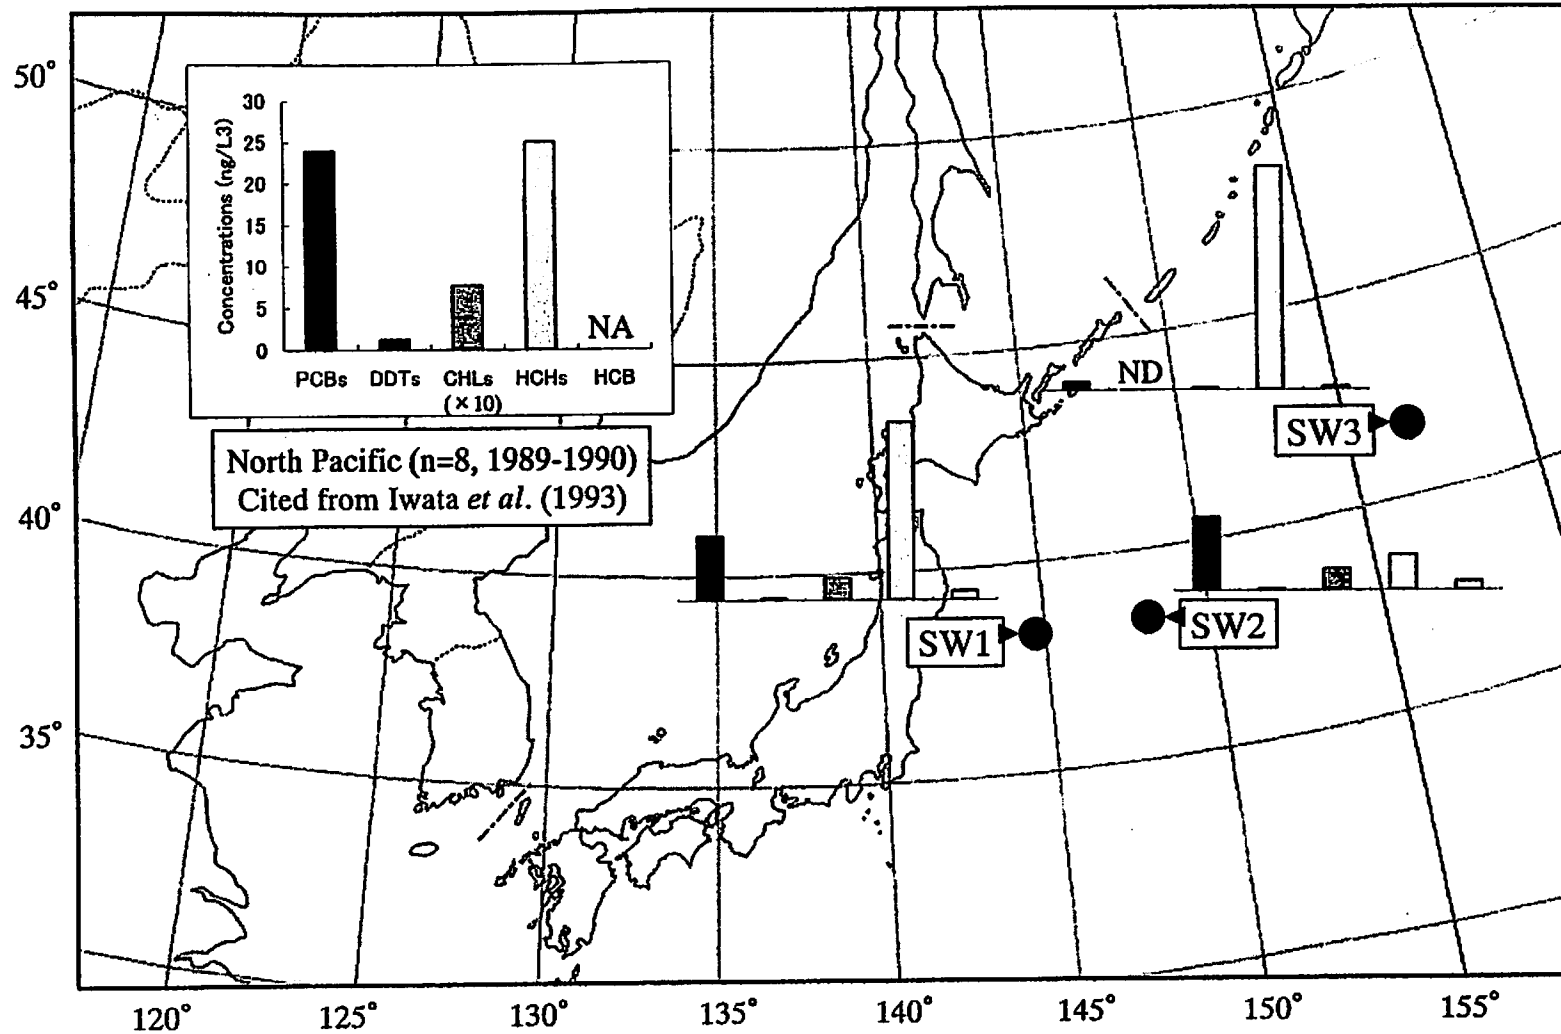 50°
45°
40°
35°
30
25
20
15
10
5
0
Concentrations (ng/L3)
NA
PCBs DDTs CHLs HCHs HCB
(×10)
North Pacific (n=8, 1989-1990)
Cited from Iwata et al. (1993)
ND
SW3
SW1
SW2
120° 125° 130° 135° 140° 145° 150° 155°